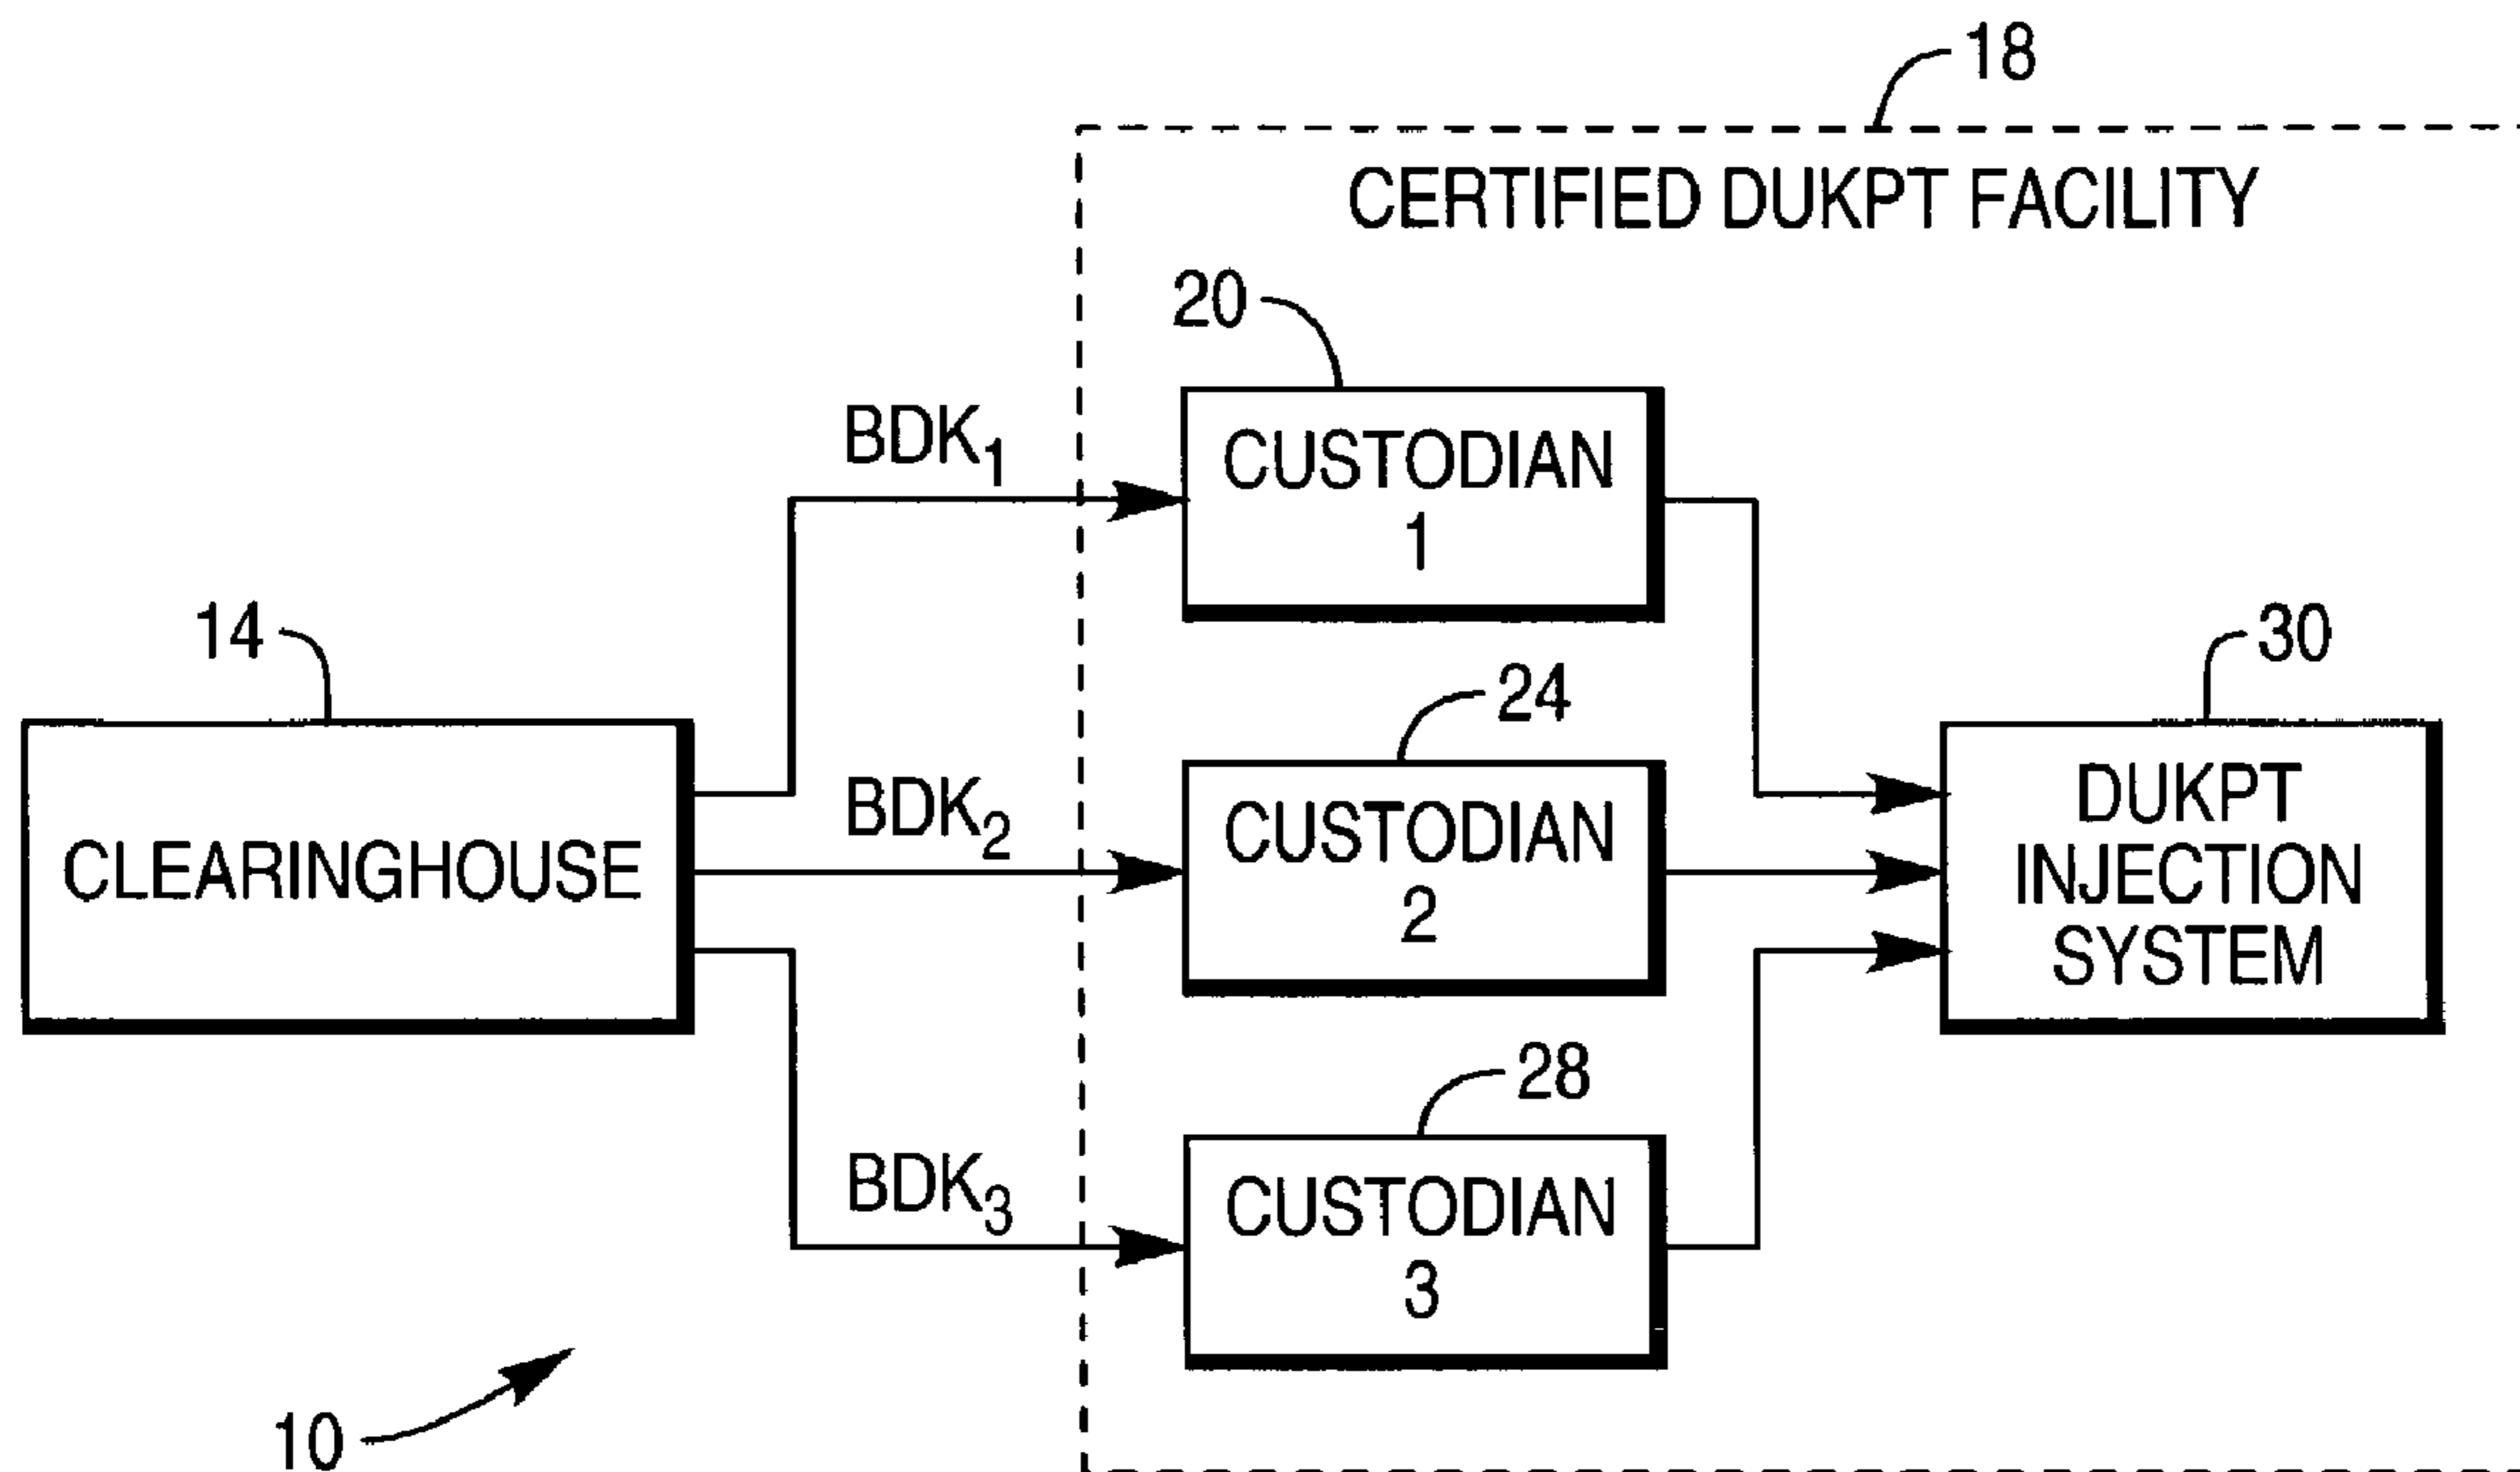 18
CERTIFIED DUKPT FACILITY
20
BDK₁
CUSTODIAN
1
14
24
30
CLEARINGHOUSE
BDK₂
CUSTODIAN
2
DUKPT
INJECTION
SYSTEM
28
BDK₃
CUSTODIAN
3
10